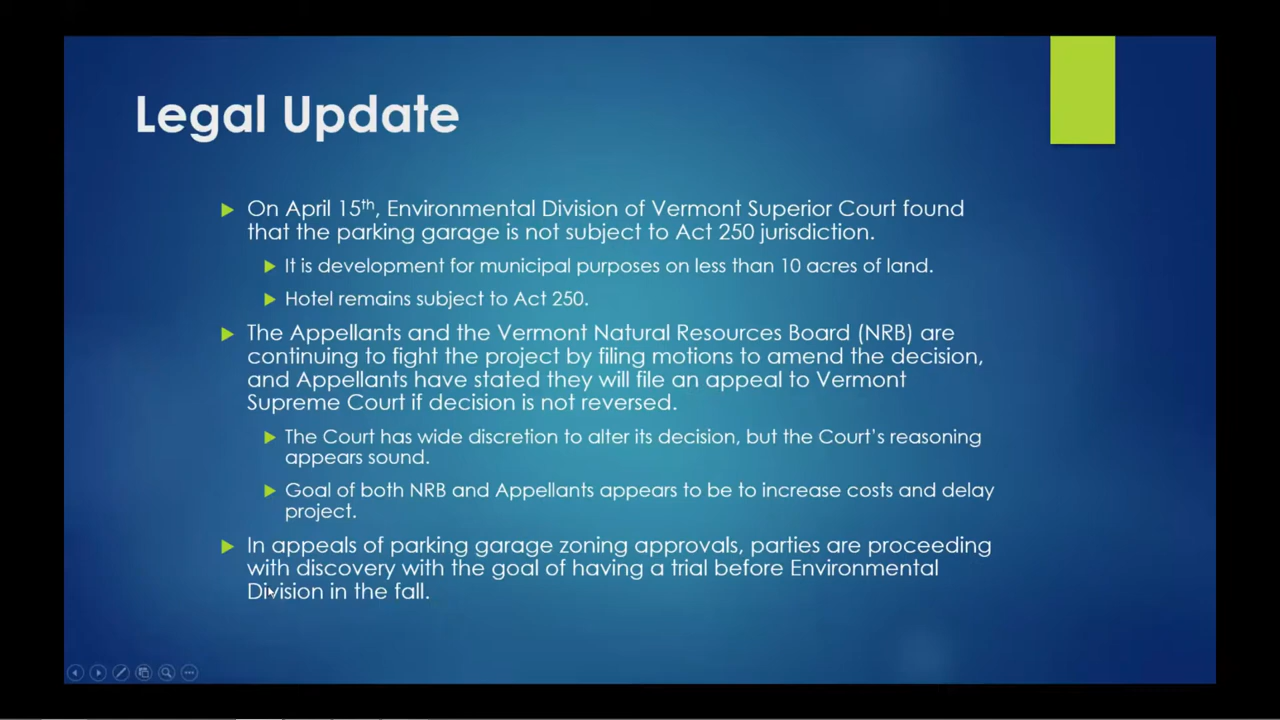 Legal Update
On April 15th, Environmental Division of Vermont Superior Court found
that the parking garage is not subject to Act 250 jurisdiction.
It is development for municipal purposes on less than 10 acres of land.
Hotel remains subject to Act 250.
The Appellants and the Vermont Natural Resources Board (NRB) are
continuing to fight the project by filing motions to amend the decision,
and Appellants have stated they will file an appeal to Vermont
Supreme Court if decision is not reversed.
The Court has wide discretion to alter its decision, but the Court's reasoning
appears sound.
Goal of both NRB and Appellants appears to be to increase costs and delay
project.
In appeals of parking garage zoning approvals, parties are proceeding
with discovery with the goal of having a trial before Environmental
Division in the fall.